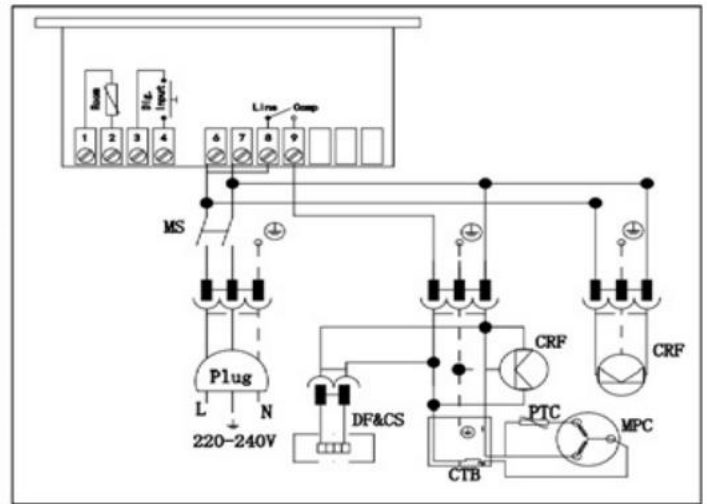 Room
Dig. Input
Line Comp
1 2 3 4 6 7 8 9
MS
CRF
CRF
Plug
L N
DF&CS
PTC
MPC
220-240V
CTB